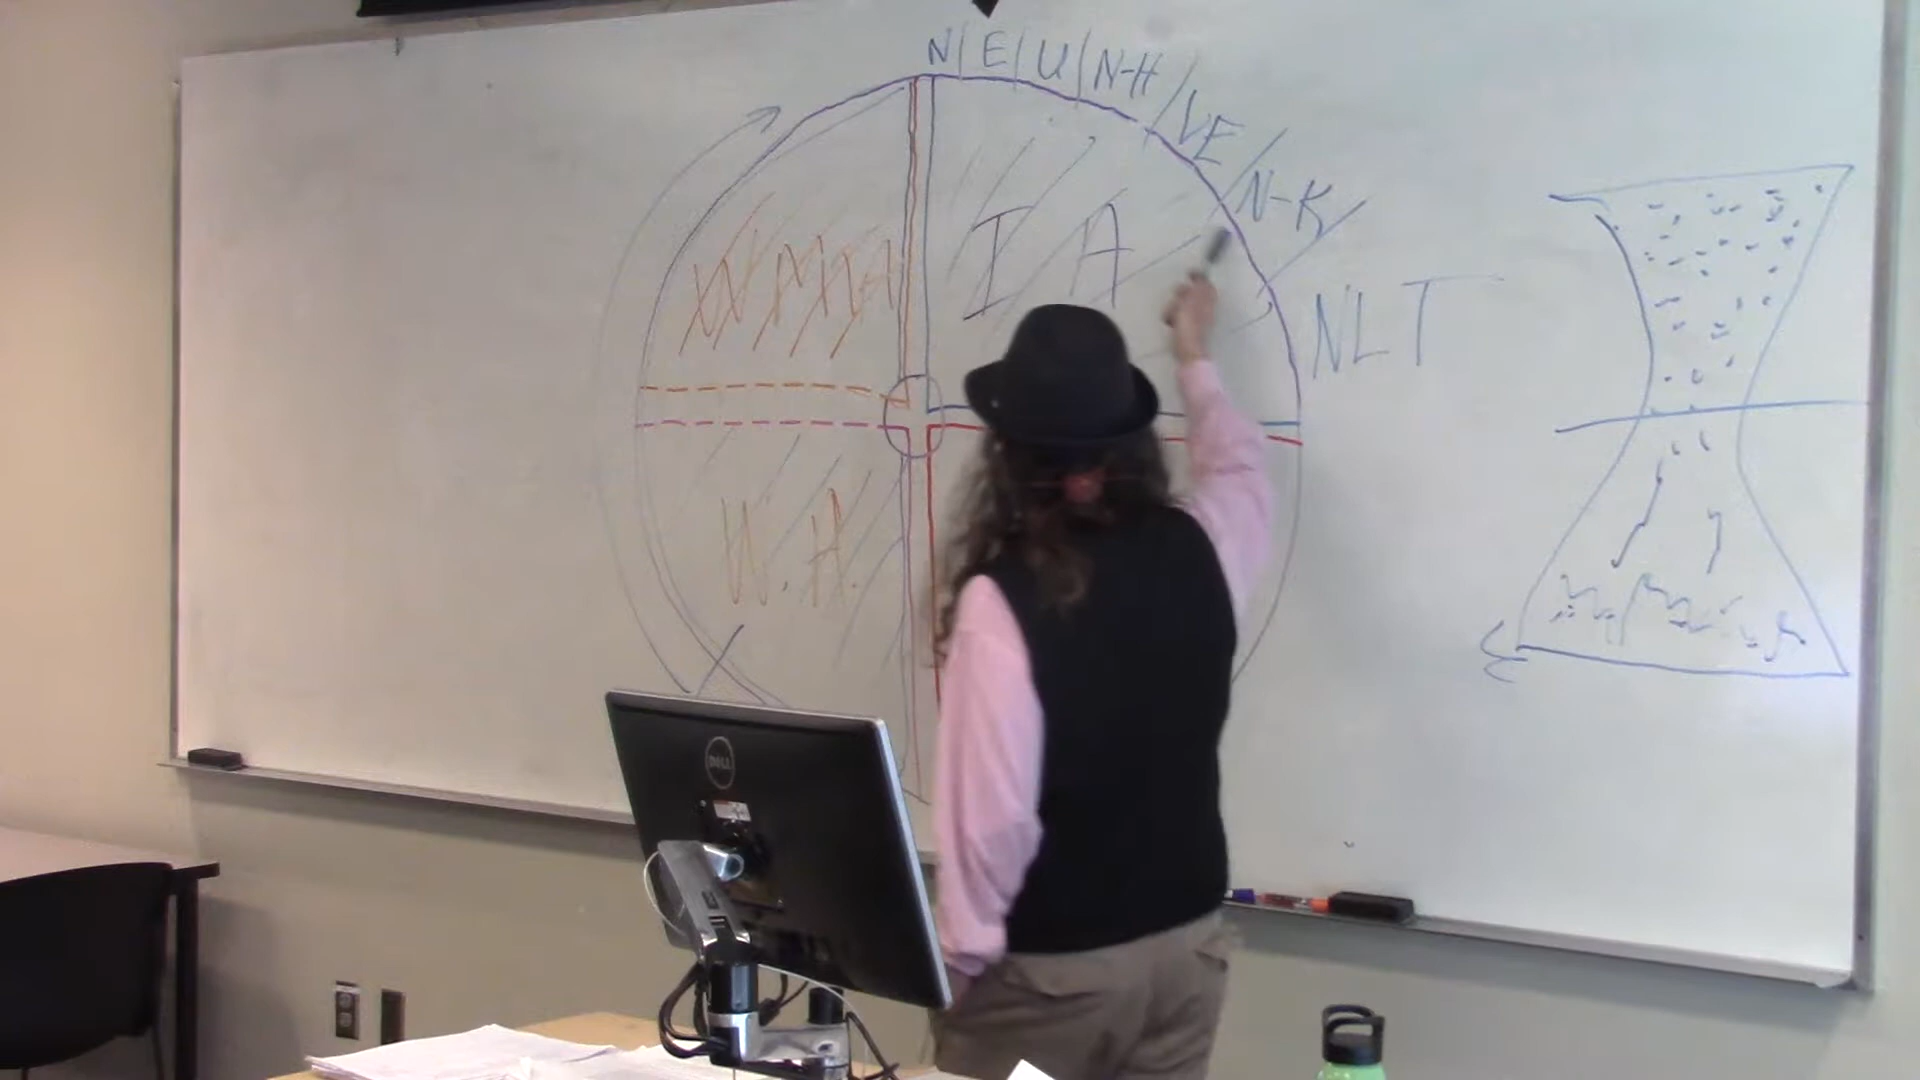 N/E/U/N-H/VE/N-K/
I A
NLT
W.H.
DELL